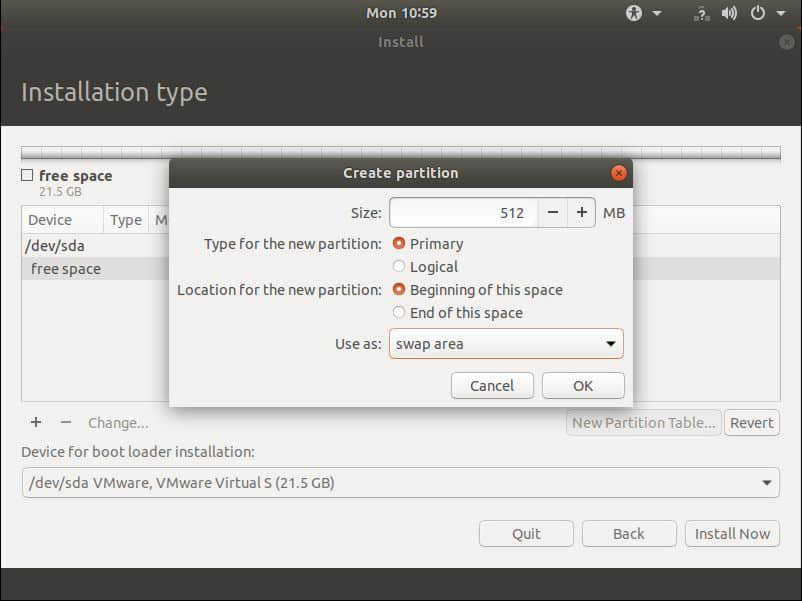 Mon 10:59
Install
Installation type
free space
21.5 GB
Create partition
Size: 512 MB
Type for the new partition: Primary
Logical
Location for the new partition: Beginning of this space
End of this space
Use as: swap area
Cancel OK
Device Type M
/dev/sda
free space
+ − Change... New Partition Table... Revert
Device for boot loader installation:
/dev/sda VMware, VMware Virtual S (21.5 GB)
Quit Back Install Now